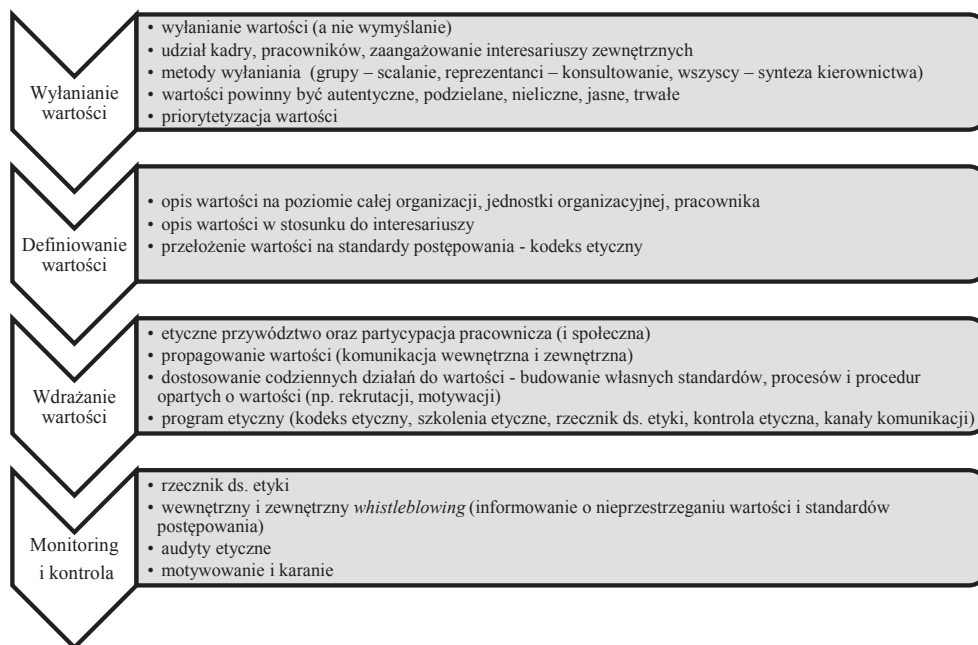 Wyłanianie
wartości
• wyłanianie wartości (a nie wymyślanie)
• udział kadry, pracowników, zaangażowanie interesariuszy zewnętrznych
• metody wyłaniania (grupy – scalanie, reprezentanci – konsultowanie, wszyscy – synteza kierownictwa)
• wartości powinny być autentyczne, podzielane, nieliczne, jasne, trwałe
• priorytetyzacja wartości
Definiowanie
wartości
• opis wartości na poziomie całej organizacji, jednostki organizacyjnej, pracownika
• opis wartości w stosunku do interesariuszy
• przełożenie wartości na standardy postępowania - kodeks etyczny
Wdrażanie
wartości
• etyczne przywództwo oraz partycypacja pracownicza (i społeczna)
• propagowanie wartości (komunikacja wewnętrzna i zewnętrzna)
• dostosowanie codziennych działań do wartości - budowanie własnych standardów, procesów i procedur
opartych o wartości (np. rekrutacji, motywacji)
• program etyczny (kodeks etyczny, szkolenia etyczne, rzecznik ds. etyki, kontrola etyczna, kanały komunikacji)
Monitoring
i kontrola
• rzecznik ds. etyki
• wewnętrzny i zewnętrzny whistleblowing (informowanie o nieprzestrzeganiu wartości i standardów
postępowania)
• audyty etyczne
• motywowanie i karanie